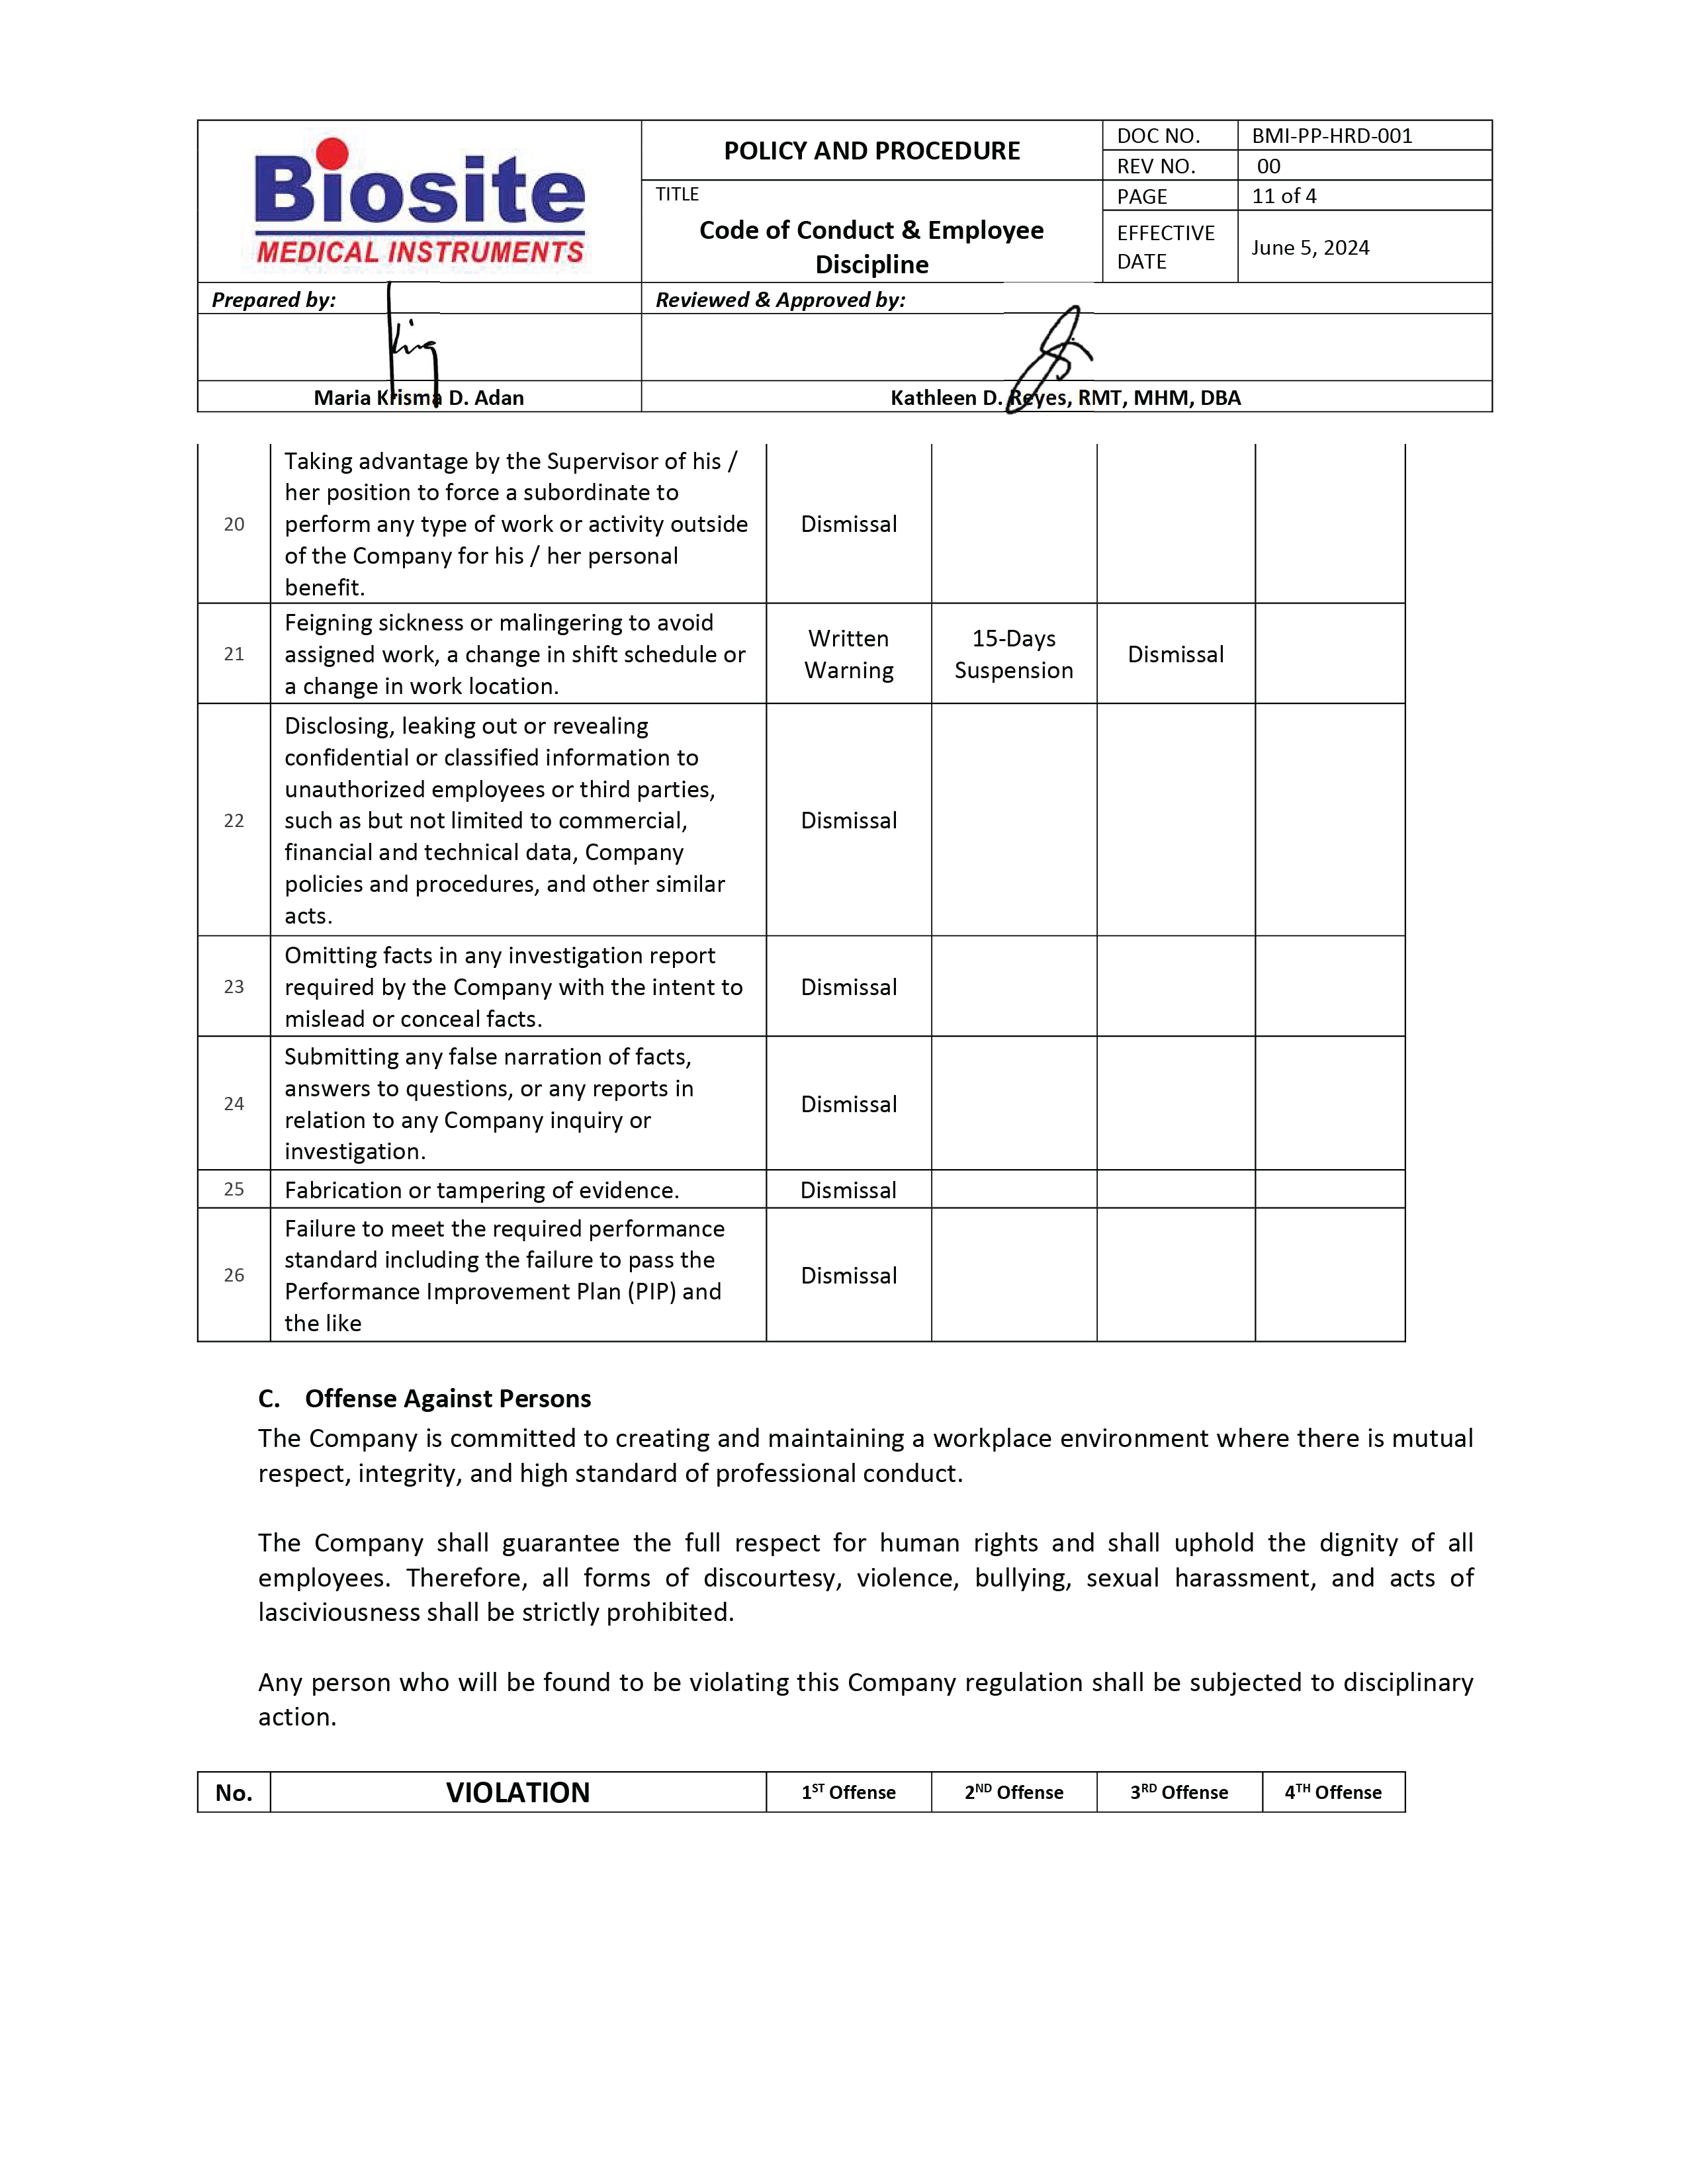 Biosite
MEDICAL INSTRUMENTS
POLICY AND PROCEDURE
DOC NO. BMI-PP-HRD-001
REV NO. 00
TITLE
Code of Conduct & Employee
Discipline
PAGE 11 of 4
EFFECTIVE
DATE
June 5, 2024
Prepared by:
Reviewed & Approved by:
Maria Krisma D. Adan
Kathleen D. Reyes, RMT, MHM, DBA
20
Taking advantage by the Supervisor of his /
her position to force a subordinate to
perform any type of work or activity outside
of the Company for his / her personal
benefit.
Dismissal
21
Feigning sickness or malingering to avoid
assigned work, a change in shift schedule or
a change in work location.
Written
Warning
15-Days
Suspension
Dismissal
22
Disclosing, leaking out or revealing
confidential or classified information to
unauthorized employees or third parties,
such as but not limited to commercial,
financial and technical data, Company
policies and procedures, and other similar
acts.
Dismissal
23
Omitting facts in any investigation report
required by the Company with the intent to
mislead or conceal facts.
Dismissal
24
Submitting any false narration of facts,
answers to questions, or any reports in
relation to any Company inquiry or
investigation.
Dismissal
25
Fabrication or tampering of evidence.
Dismissal
26
Failure to meet the required performance
standard including the failure to pass the
Performance Improvement Plan (PIP) and
the like
Dismissal
C. Offense Against Persons
The Company is committed to creating and maintaining a workplace environment where there is mutual
respect, integrity, and high standard of professional conduct.
The Company shall guarantee the full respect for human rights and shall uphold the dignity of all
employees. Therefore, all forms of discourtesy, violence, bullying, sexual harassment, and acts of
lasciviousness shall be strictly prohibited.
Any person who will be found to be violating this Company regulation shall be subjected to disciplinary
action.
No. VIOLATION 1ST Offense 2ND Offense 3RD Offense 4TH Offense